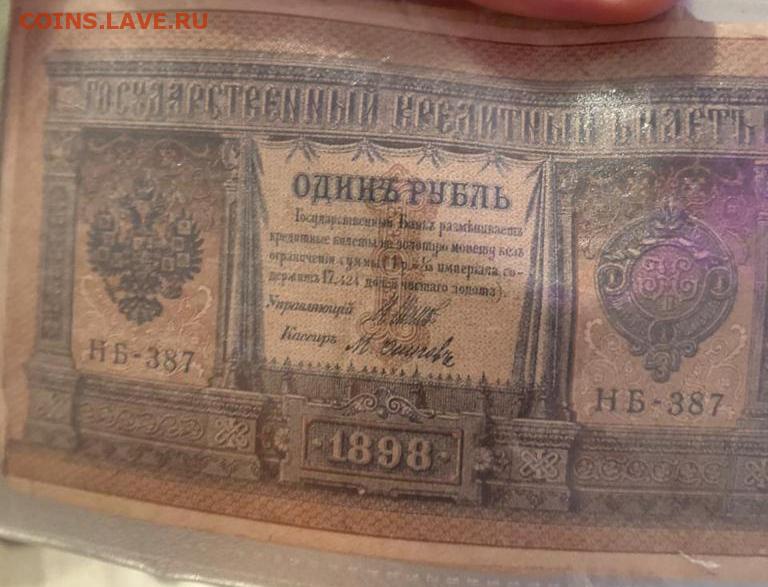 COINS.LAVE.RU
ГОСУДАРСТВЕННЫЙ КРЕДИТНЫЙ БИЛЕТЪ
ОДИНЪ РУБЛЬ
Государственный Банкъ размѣниваетъ
кредитные билеты на золотую монету безъ
ограниченія суммы (1 р. = 1/15 имперіала, со-
держитъ 17,424 долей чистаго золота).
Управляющій
Кассиръ
НБ-387
НБ-387
1898